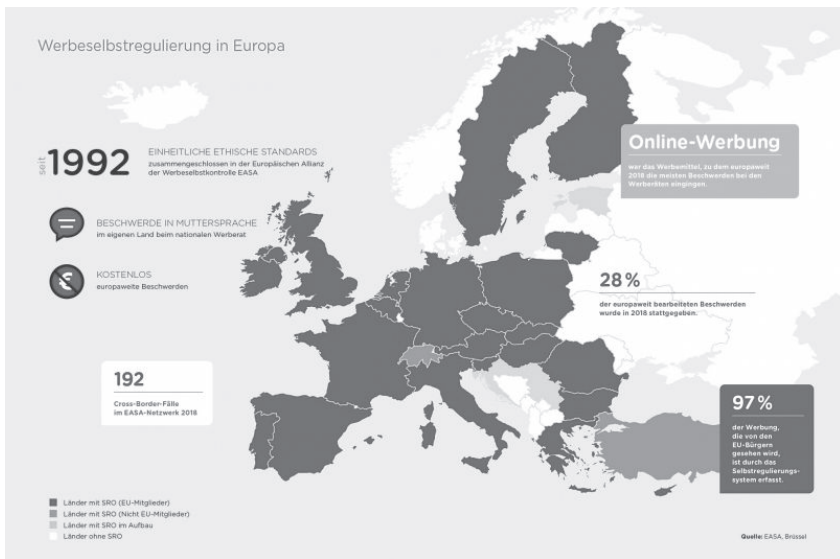 Werbeselbstregulierung in Europa
seit 1992
EINHEITLICHE ETHISCHE STANDARDS
zusammengeschlossen in der Europäischen Allianz
der Werbeselbstkontrolle EASA
BESCHWERDE IN MUTTERSPRACHE
im eigenen Land beim nationalen Werberat
KOSTENLOS
europaweite Beschwerden
Online-Werbung
war das Werbemittel, zu dem europaweit
2018 die meisten Beschwerden bei den
Werberäten eingingen.
28 %
der europaweit bearbeiteten Beschwerden
wurde in 2018 stattgegeben.
192
Cross-Border-Fälle
im EASA-Netzwerk 2018
97 %
der Werbung,
die von den
EU-Bürgern
gesehen wird,
ist durch das
Selbstregulierungs-
system erfasst.
Länder mit SRO (EU-Mitglieder)
Länder mit SRO (Nicht EU-Mitglieder)
Länder mit SRO im Aufbau
Länder ohne SRO
Quelle: EASA, Brüssel